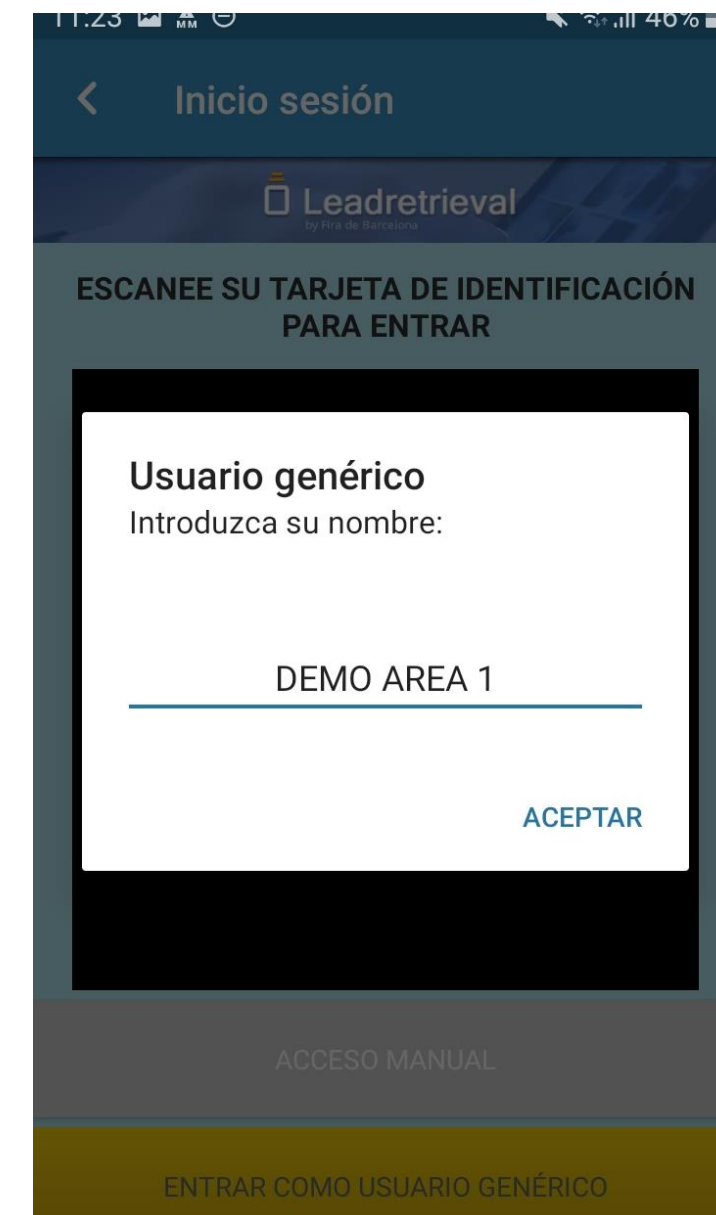 11:23 46%
Inicio sesión
Leadretrieval
by Fira de Barcelona
ESCANEE SU TARJETA DE IDENTIFICACIÓN
PARA ENTRAR
Usuario genérico
Introduzca su nombre:
DEMO AREA 1
ACEPTAR
ACCESO MANUAL
ENTRAR COMO USUARIO GENÉRICO